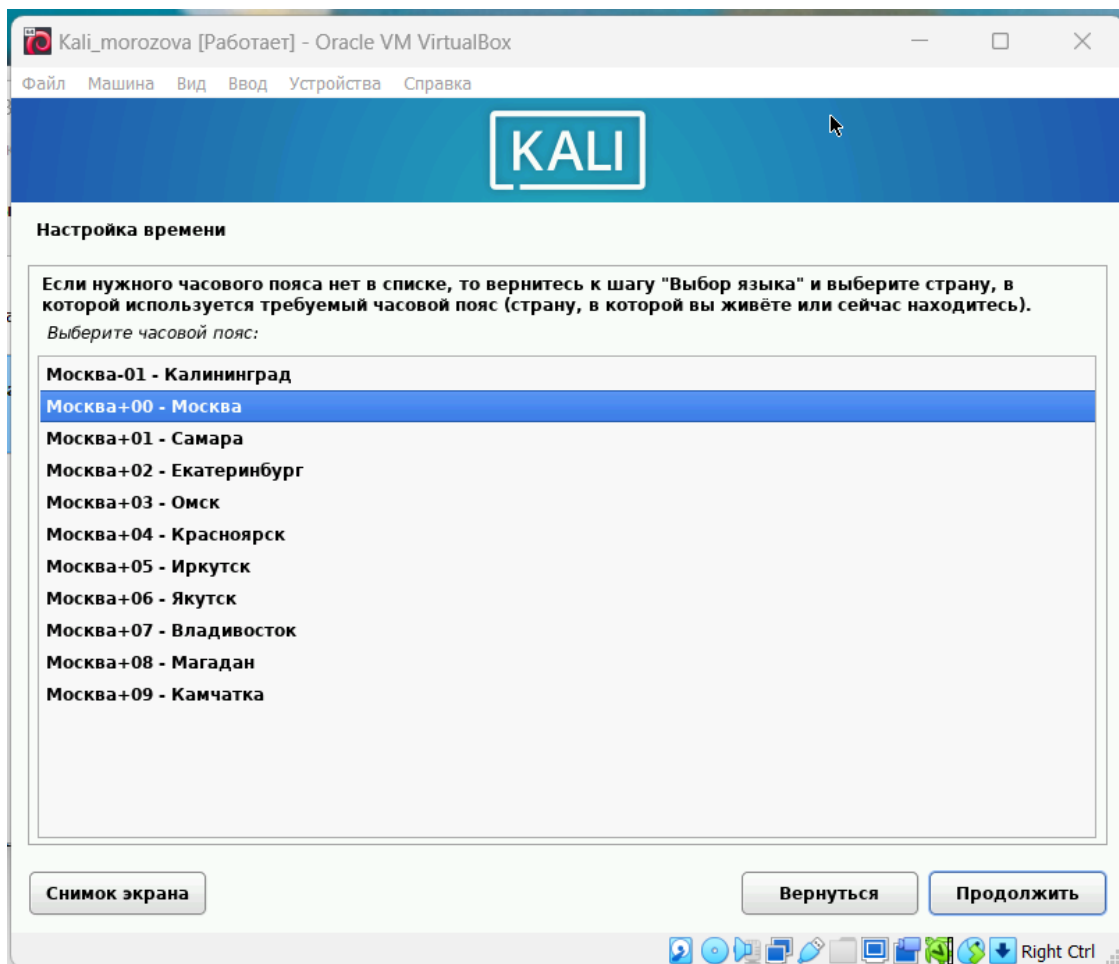 Kali_morozova [Работает] - Oracle VM VirtualBox
Файл Машина Вид Ввод Устройства Справка
KALI
Настройка времени
Если нужного часового пояса нет в списке, то вернитесь к шагу "Выбор языка" и выберите страну, в
которой используется требуемый часовой пояс (страну, в которой вы живёте или сейчас находитесь).
Выберите часовой пояс:
Москва-01 - Калининград
Москва+00 - Москва
Москва+01 - Самара
Москва+02 - Екатеринбург
Москва+03 - Омск
Москва+04 - Красноярск
Москва+05 - Иркутск
Москва+06 - Якутск
Москва+07 - Владивосток
Москва+08 - Магадан
Москва+09 - Камчатка
Снимок экрана Вернуться Продолжить
Right Ctrl